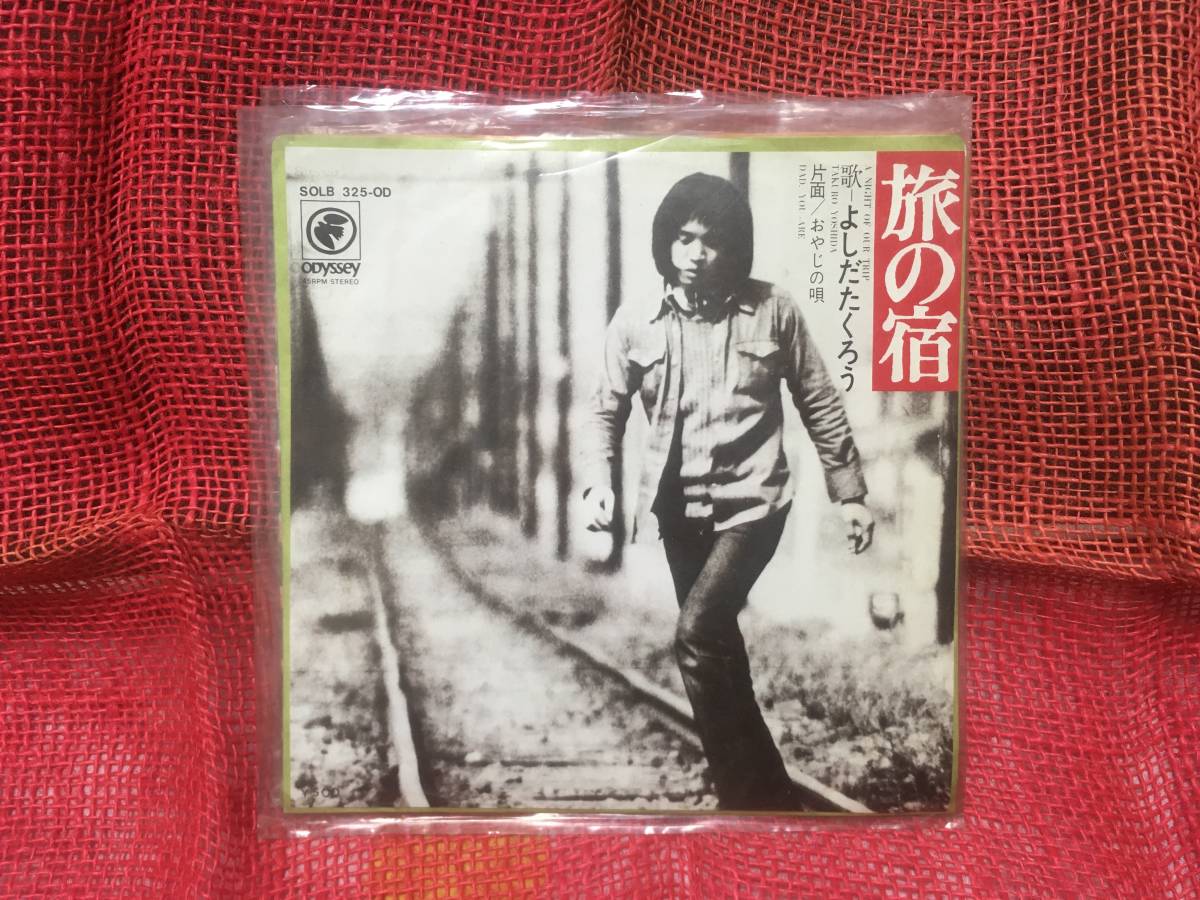 旅の宿
A NIGHT OF OUR TRIP
歌―よしだたくろう
TAKURO YOSHIDA
片面/おやじの唄
DAD, YOU ARE
SOLB 325-OD
ODYSSEY
45RPM STEREO
¥500